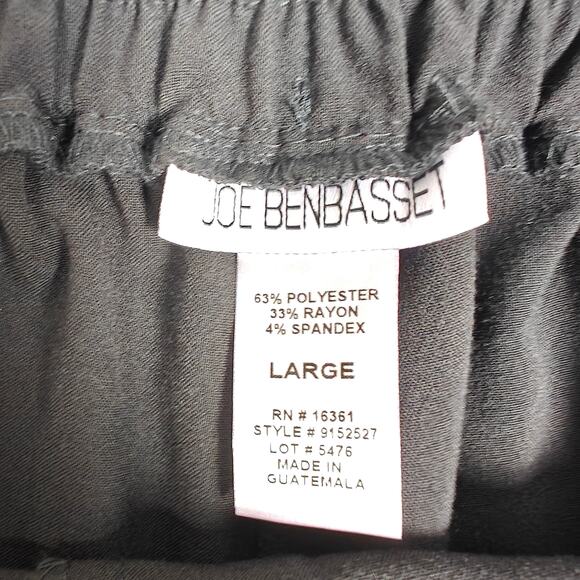 JOE BENBASSET
63% POLYESTER
33% RAYON
4% SPANDEX
LARGE
RN # 16361
STYLE # 9152527
LOT # 5476
MADE IN
GUATEMALA